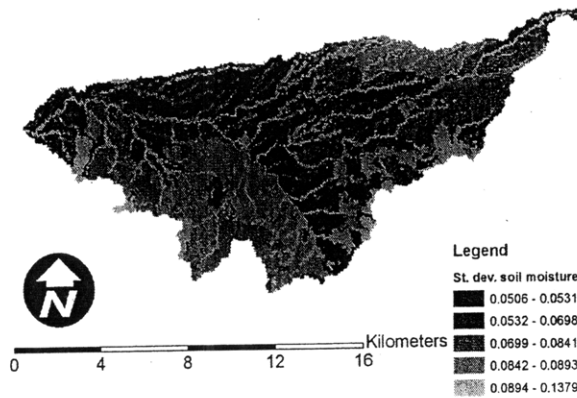 N
Legend
St. dev. soil moisture
0.0506 - 0.0531
0.0532 - 0.0698
0.0699 - 0.0841
0.0842 - 0.0893
0.0894 - 0.1379
Kilometers
0 4 8 12 16